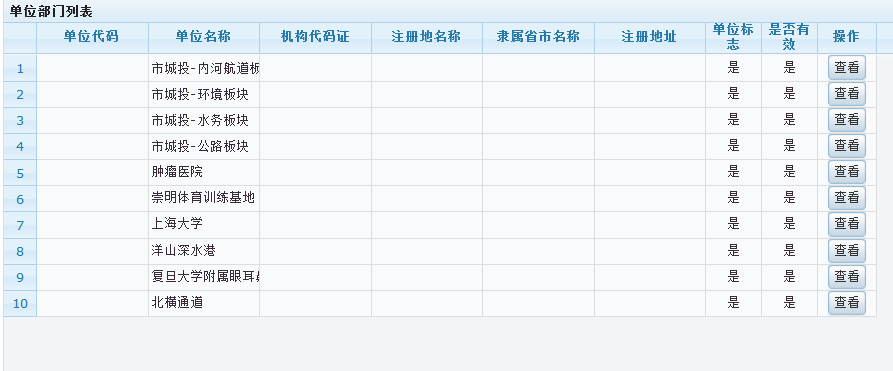 单位部门列表
单位代码 单位名称 机构代码证 注册地名称 隶属省市名称 注册地址 单位标志 是否有效 操作
1 市城投-内河航道板 是 是 查看
2 市城投-环境板块 是 是 查看
3 市城投-水务板块 是 是 查看
4 市城投-公路板块 是 是 查看
5 肿瘤医院 是 是 查看
6 崇明体育训练基地 是 是 查看
7 上海大学 是 是 查看
8 洋山深水港 是 是 查看
9 复旦大学附属眼耳 是 是 查看
10 北横通道 是 是 查看